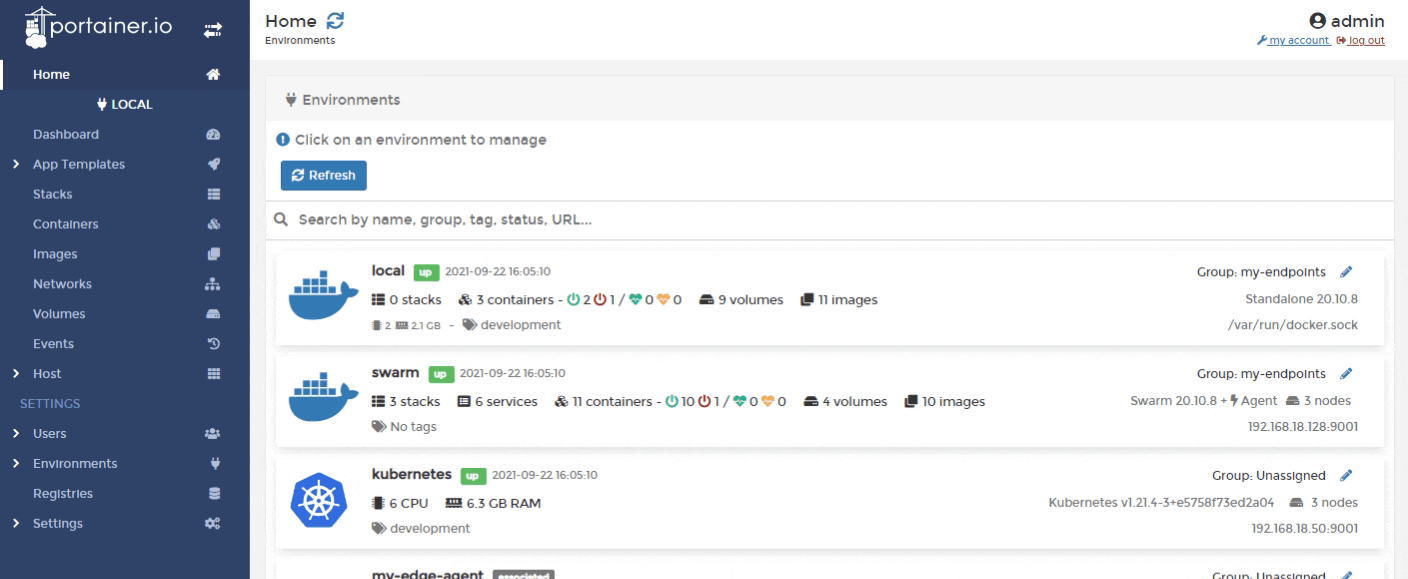 portainer.io
Home
LOCAL
Dashboard
App Templates
Stacks
Containers
Images
Networks
Volumes
Events
Host
SETTINGS
Users
Environments
Registries
Settings
Home
Environments
admin
my account log out
Environments
Click on an environment to manage
Refresh
Search by name, group, tag, status, URL...
local up 2021-09-22 16:05:10 Group: my-endpoints
0 stacks 3 containers - 2 1 / 0 0 9 volumes 11 images Standalone 20.10.8
2 2.1 GB - development /var/run/docker.sock
swarm up 2021-09-22 16:05:10 Group: my-endpoints
3 stacks 6 services 11 containers - 10 1 / 0 0 4 volumes 10 images Swarm 20.10.8 + Agent 3 nodes
No tags 192.168.18.128:9001
kubernetes up 2021-09-22 16:05:10 Group: Unassigned
6 CPU 6.3 GB RAM Kubernetes v1.21.4-3+e5758f73ed2a04 3 nodes
development 192.168.18.50:9001
my-edge-agent associated Group: Unassigned